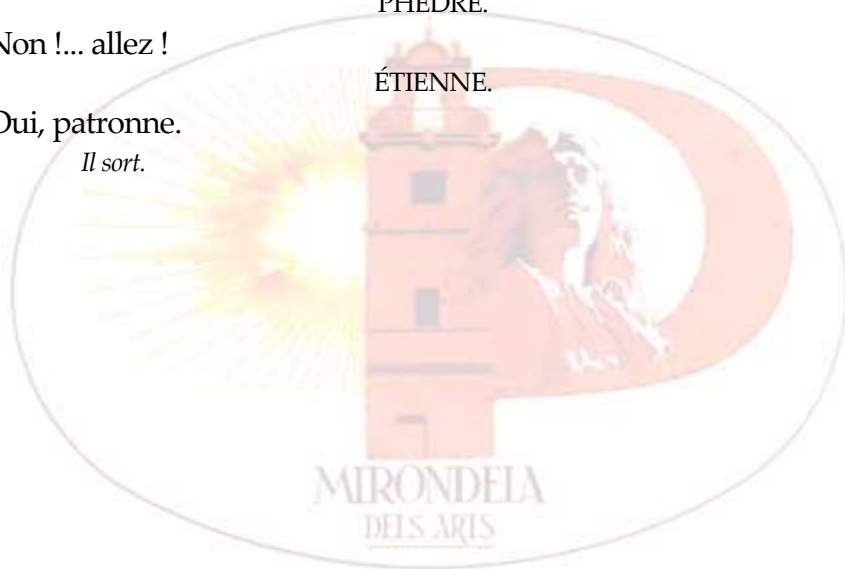 PHÈDRE.
Non !... allez !
ÉTIENNE.
Oui, patronne.
Il sort.
MIRONDELA
DELS ARTS